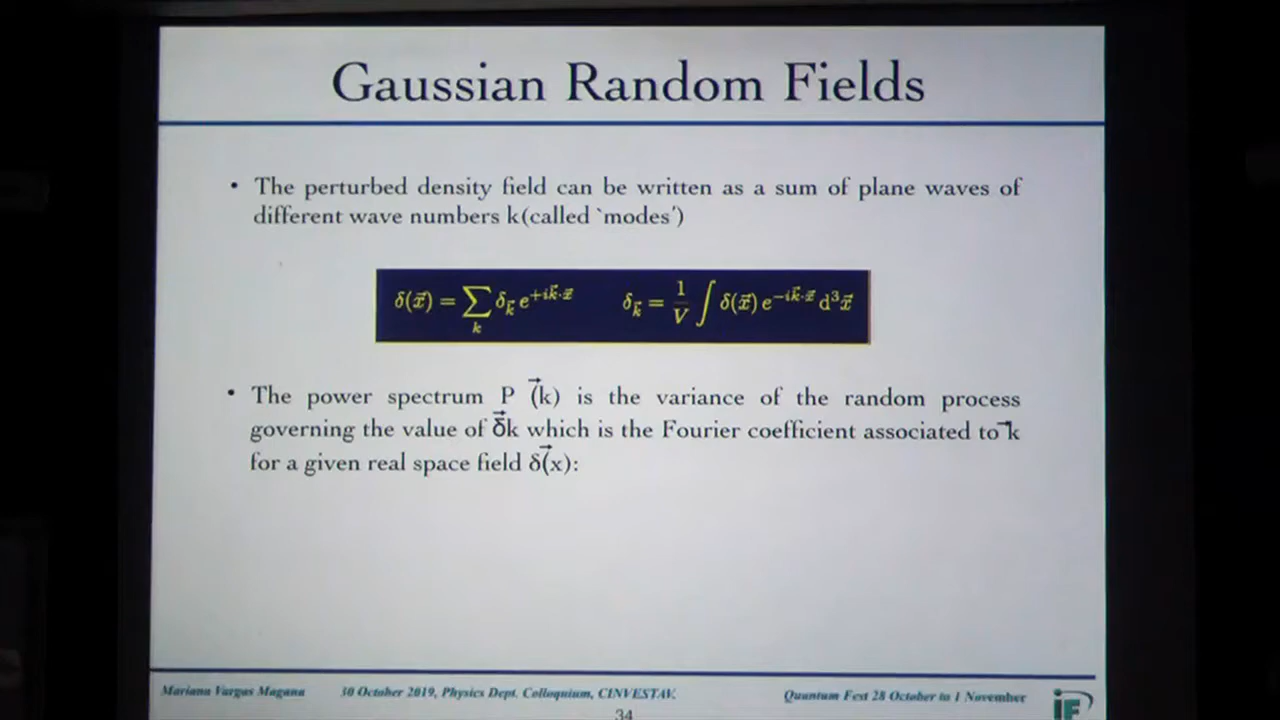 Gaussian Random Fields
• The perturbed density field can be written as a sum of plane waves of
different wave numbers k(called `modes')
δ(x⃗) = ∑_k δ_k⃗ e^{+ik⃗·x⃗}    δ_k⃗ = 1/V ∫ δ(x⃗) e^{-ik⃗·x⃗} d³x⃗
• The power spectrum P (k⃗) is the variance of the random process
governing the value of δ⃗k which is the Fourier coefficient associated to k⃗
for a given real space field δ(x⃗):
Mariana Vargas Magana 30 October 2019, Physics Dept. Colloquium, CINVESTAV. Quantum Fest 28 October to 1 November
34
iF